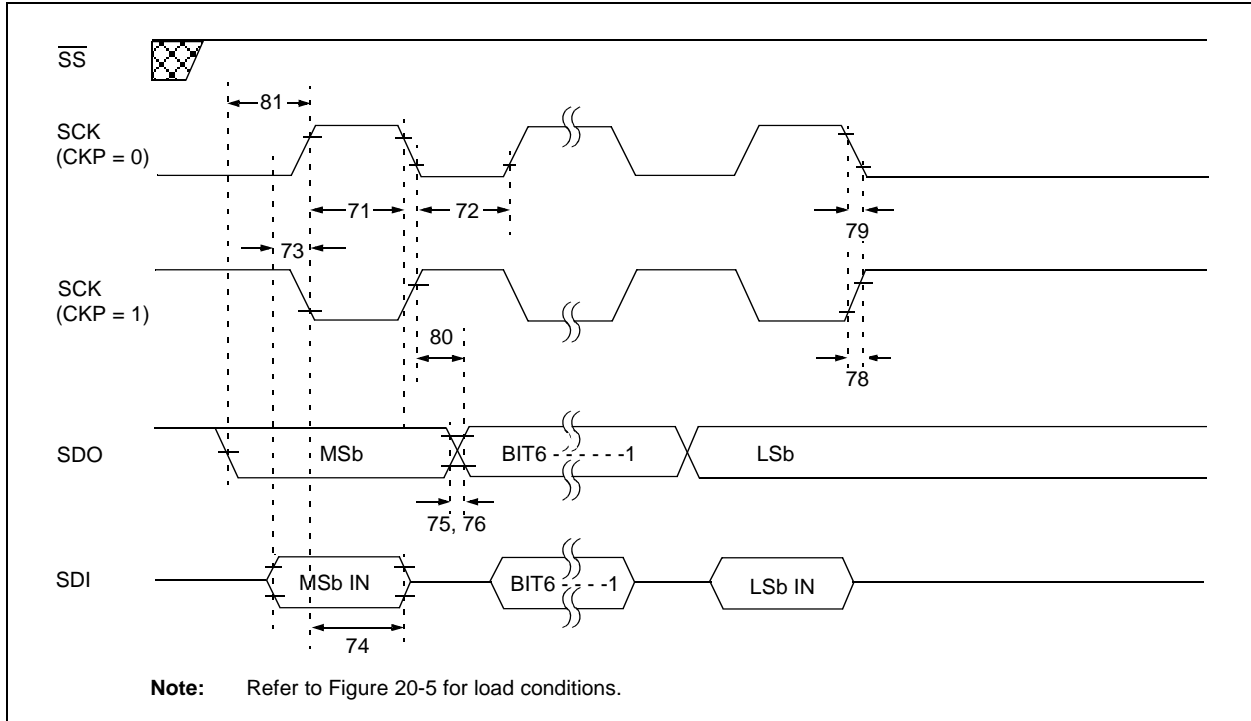 SS
81
SCK
(CKP = 0)
71
72
79
73
SCK
(CKP = 1)
80
78
SDO
MSb
BIT6 - - - - - -1
LSb
75, 76
SDI
MSb IN
BIT6 - - - -1
LSb IN
74
Note: Refer to Figure 20-5 for load conditions.